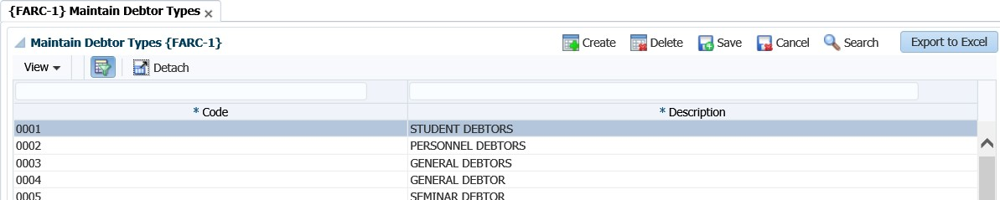 {FARC-1} Maintain Debtor Types
Maintain Debtor Types {FARC-1} Create Delete Save Cancel Search Export to Excel
View Detach
* Code * Description
0001 STUDENT DEBTORS
0002 PERSONNEL DEBTORS
0003 GENERAL DEBTORS
0004 GENERAL DEBTOR
0005 SEMINAR DEBTOR